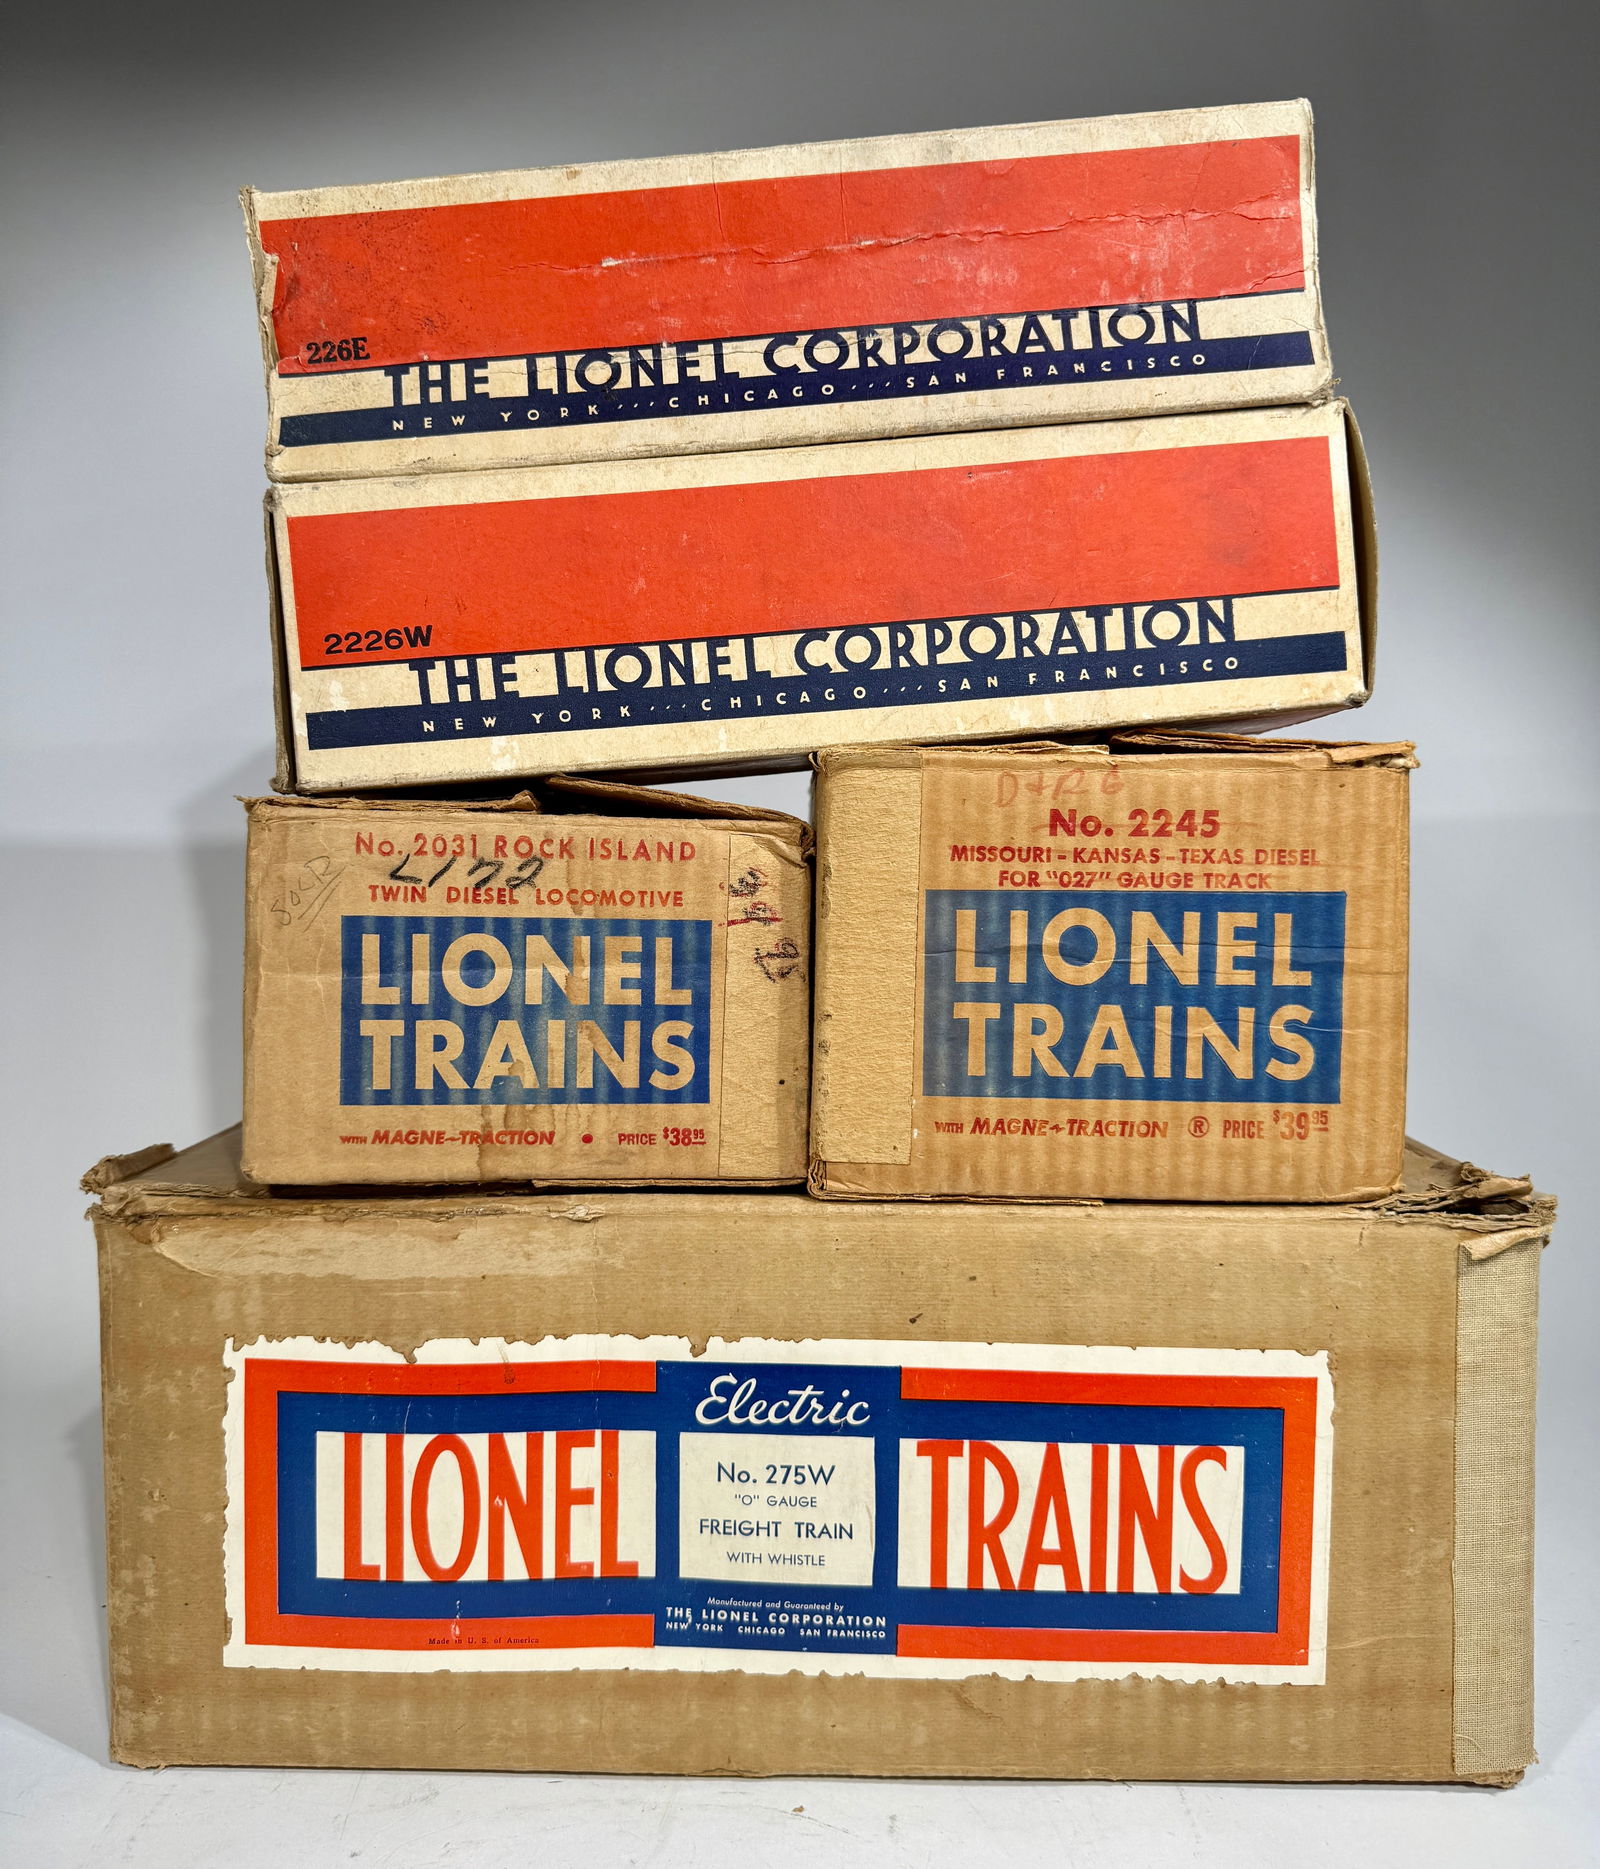 226E
THE LIONEL CORPORATION
NEW YORK ··· CHICAGO ··· SAN FRANCISCO
2226W
THE LIONEL CORPORATION
NEW YORK ··· CHICAGO ··· SAN FRANCISCO
No. 2031 ROCK ISLAND
L172
TWIN DIESEL LOCOMOTIVE
LIONEL
TRAINS
WITH MAGNE-TRACTION • PRICE $38.95
D+RG
No. 2245
MISSOURI-KANSAS-TEXAS DIESEL
FOR "027" GAUGE TRACK
LIONEL
TRAINS
WITH MAGNE-TRACTION ® PRICE $39.95
LIONEL
Electric
No. 275W
"O" GAUGE
FREIGHT TRAIN
WITH WHISTLE
Manufactured and Guaranteed by
THE LIONEL CORPORATION
NEW YORK CHICAGO SAN FRANCISCO
TRAINS
Made in U. S. of America